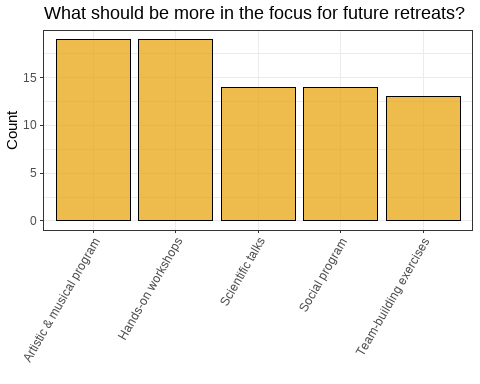 What should be more in the focus for future retreats?
Count
15
10
5
0
Artistic & musical program
Hands-on workshops
Scientific talks
Social program
Team-building exercises